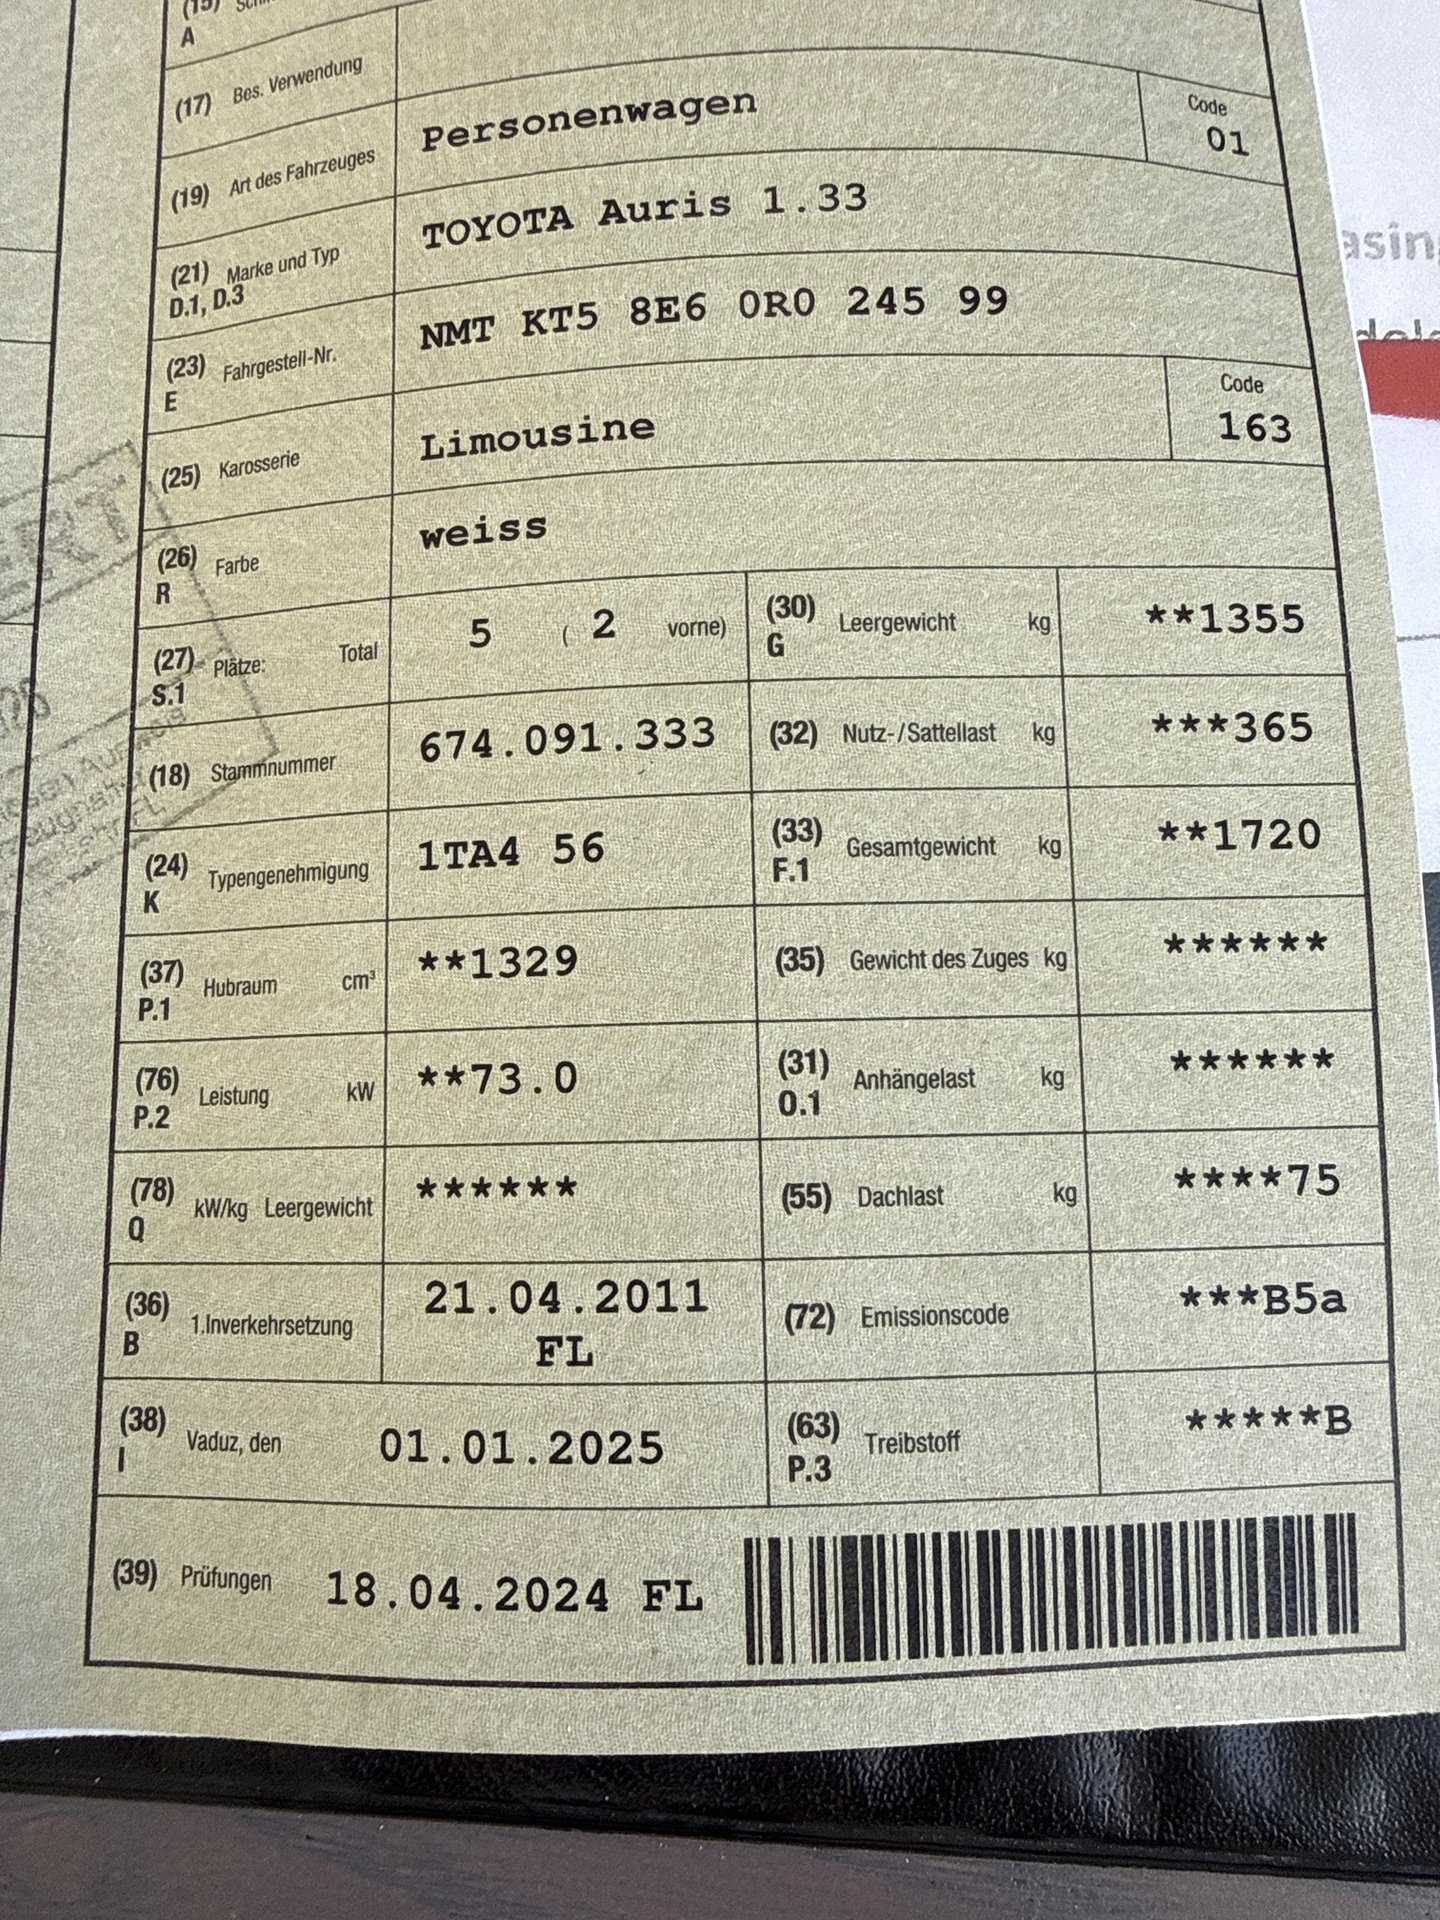 (15)
A
(17) Bes. Verwendung
(19) Art des Fahrzeuges Personenwagen Code 01
(21) Marke und Typ TOYOTA Auris 1.33
D.1, D.3
(23) Fahrgestell-Nr. NMT KT5 8E6 0R0 245 99
E
(25) Karosserie Limousine Code 163
(26) Farbe weiss
R
(27) Plätze: Total 5 ( 2 vorne) (30) Leergewicht kg **1355
S.1 G
(18) Stammnummer 674.091.333 (32) Nutz-/Sattellast kg ***365
(24) Typengenehmigung 1TA4 56 (33) Gesamtgewicht kg **1720
K F.1
(37) Hubraum cm³ **1329 (35) Gewicht des Zuges kg ******
P.1
(76) Leistung kW **73.0 (31) Anhängelast kg ******
P.2 O.1
(78) kW/kg Leergewicht ****** (55) Dachlast kg ****75
Q
(36) 1.Inverkehrsetzung 21.04.2011 (72) Emissionscode ***B5a
B FL
(38) Vaduz, den 01.01.2025 (63) Treibstoff *****B
I P.3
(39) Prüfungen 18.04.2024 FL